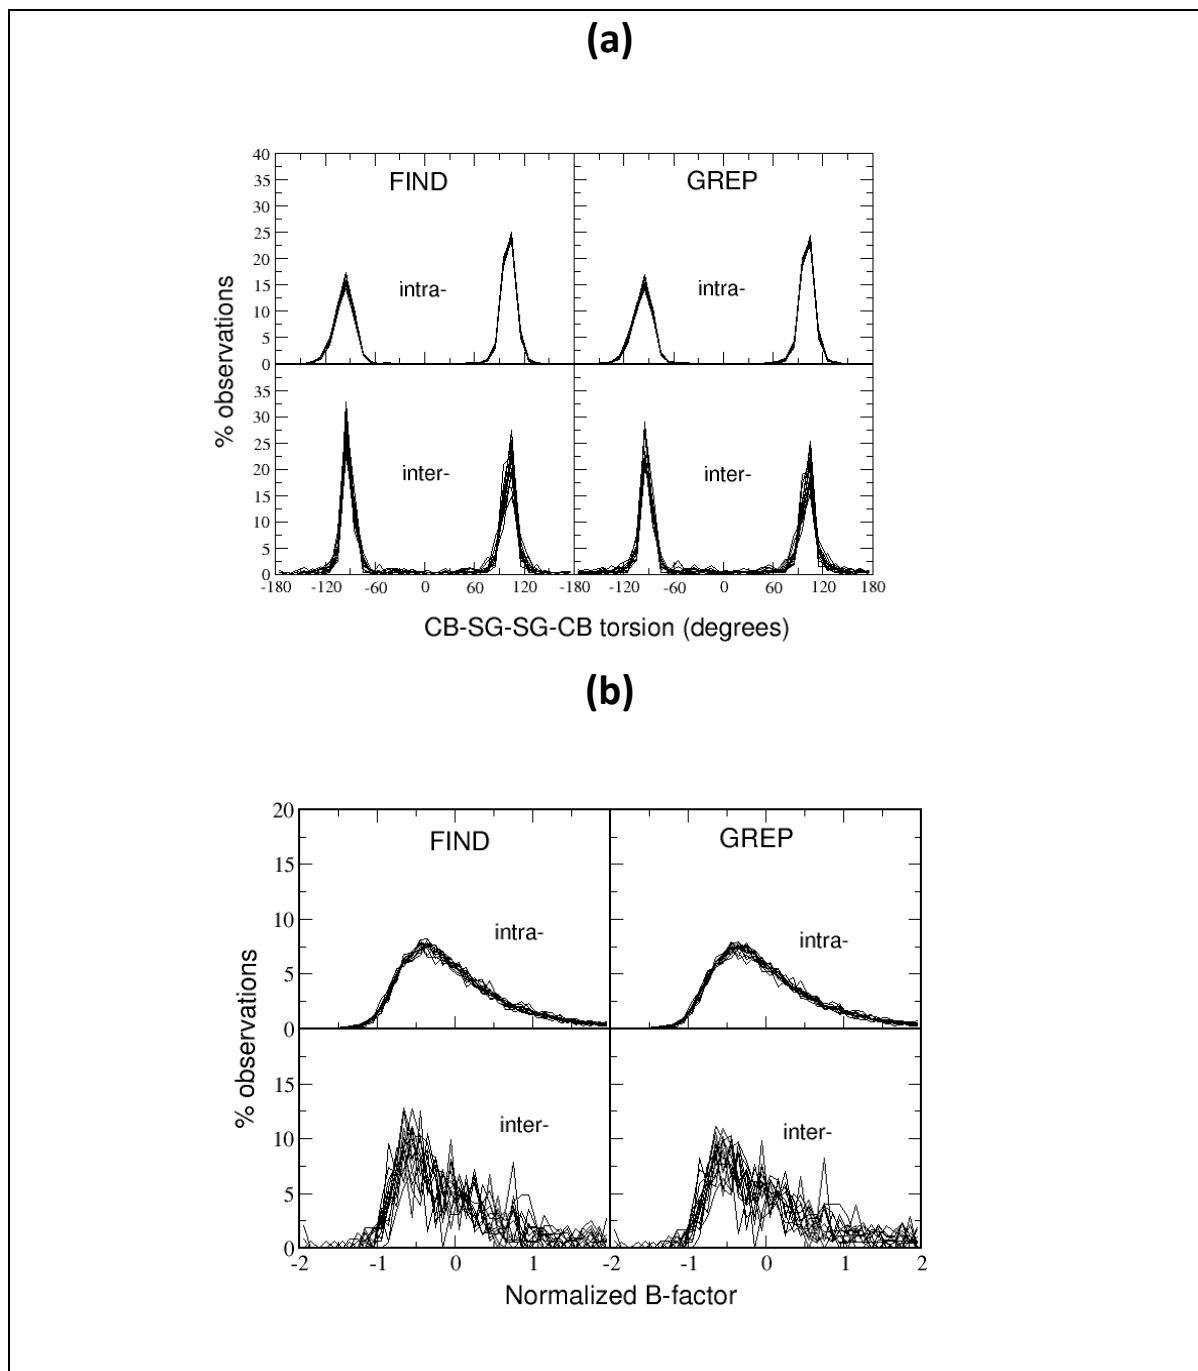 (a)
FIND GREP
40
35
30
25
20
15
10
5
0
intra- intra-
% observations
35
30
25
20
15
10
5
0
inter- inter-
-180 -120 -60 0 60 120 -180 -120 -60 0 60 120 180
CB-SG-SG-CB torsion (degrees)
(b)
FIND GREP
20
15
10
5
0
intra- intra-
% observations
15
10
5
0
inter- inter-
-2 -1 0 1 -2 -1 0 1 2
Normalized B-factor